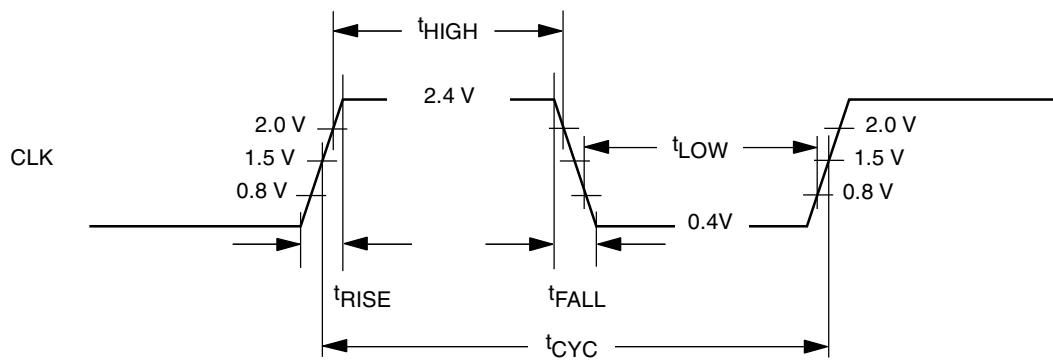 tHIGH
2.4 V
2.0 V
2.0 V
CLK
1.5 V
tLOW
1.5 V
0.8 V
0.8 V
0.4V
tRISE
tFALL
tCYC